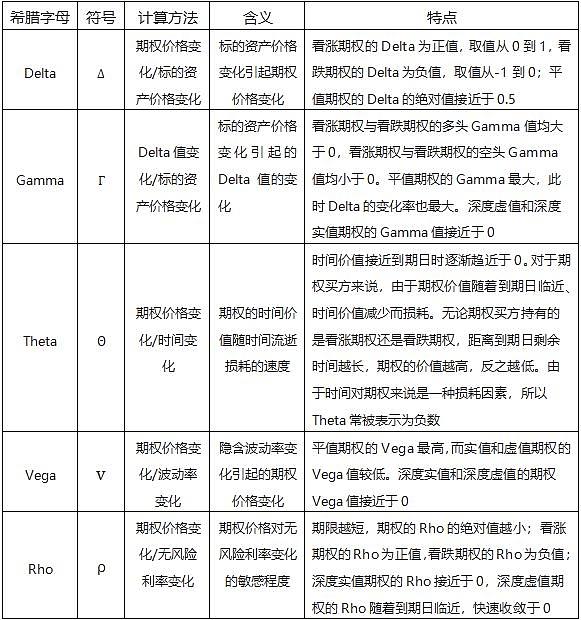 希腊字母 符号 计算方法 含义 特点
Delta
Δ
期权价格变
化/标的资
产价格变化
标的资产价格
变化引起期权
价格变化
看涨期权的 Delta 为正值，取值从 0 到 1，看
跌期权的 Delta 为负值，取值从-1 到 0；平
值期权的 Delta 的绝对值接近于 0.5
Gamma
Γ
Delta 值变
化/标的资
产价格变化
标的资产价格
变化引起的
Delta 值的变
化
看涨期权与看跌期权的多头 Gamma 值均大
于 0，看涨期权与看跌期权的空头 Gamma
值均小于 0。平值期权的 Gamma 最大，此
时 Delta 的变化率也最大。深度虚值和深度
实值期权的 Gamma 值接近于 0
Theta
Θ
期权价格变
化/时间变
化
期权的时间价
值随时间流逝
损耗的速度
时间价值接近到期日时逐渐趋近于 0。对于期
权买方来说，由于期权价值随着到期日临近、
时间价值减少而损耗。无论期权买方持有的
是看涨期权还是看跌期权，距离到期日剩余
时间越长，期权的价值越高，反之越低。由
于时间对期权来说是一种损耗因素，所以
Theta 常被表示为负数
Vega
V
期权价格变
化/波动率
变化
隐含波动率变
化引起的期权
价格变化
平值期权的 Vega 最高，而实值和虚值期权的
Vega 值较低。深度实值和深度虚值的期权
Vega 值接近于 0
Rho
ρ
期权价格变
化/无风险
利率变化
期权价格对无
风险利率变化
的敏感程度
期限越短，期权的 Rho 的绝对值越小；看涨
期权的 Rho 为正值，看跌期权的 Rho 为负值；
深度实值期权的 Rho 接近于 0，深度虚值期
权的 Rho 随着到期日临近，快速收敛于 0